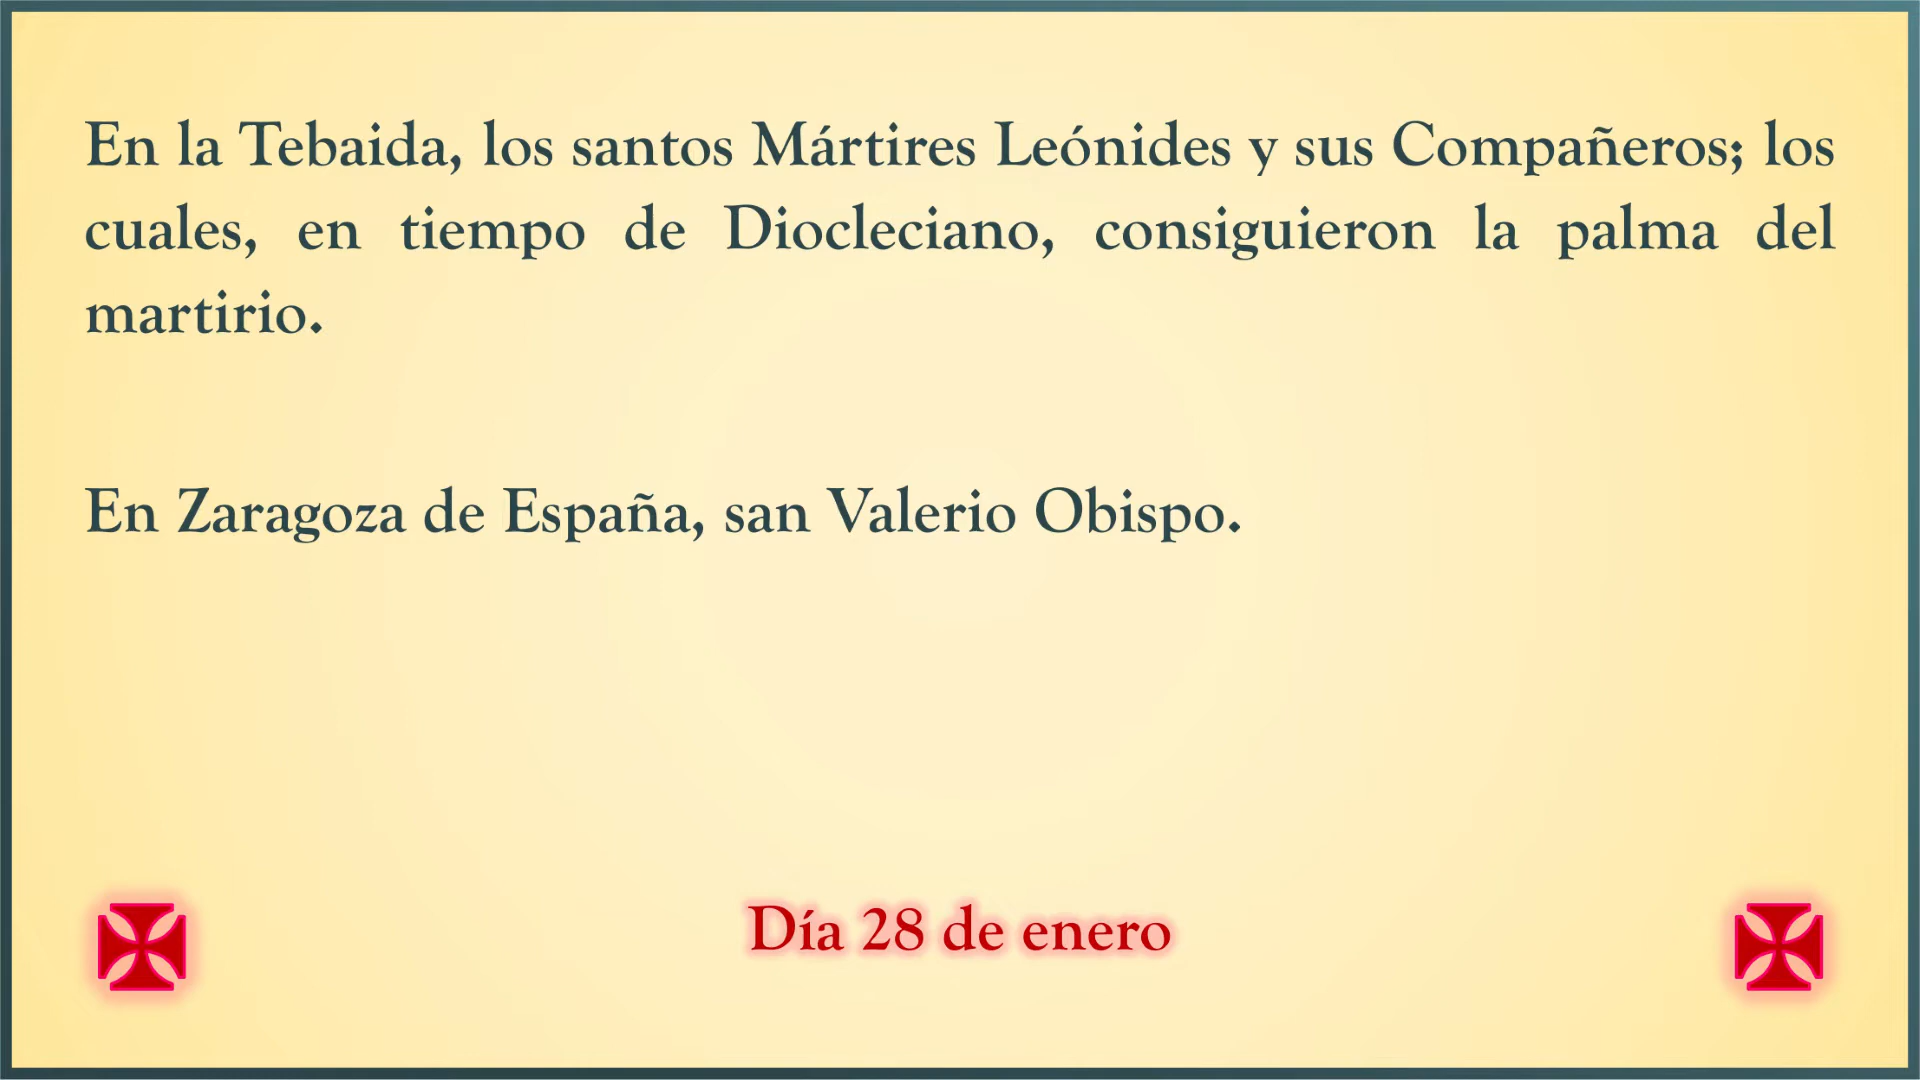 En la Tebaida, los santos Mártires Leónides y sus Compañeros; los
cuales, en tiempo de Diocleciano, consiguieron la palma del
martirio.
En Zaragoza de España, san Valerio Obispo.
Día 28 de enero